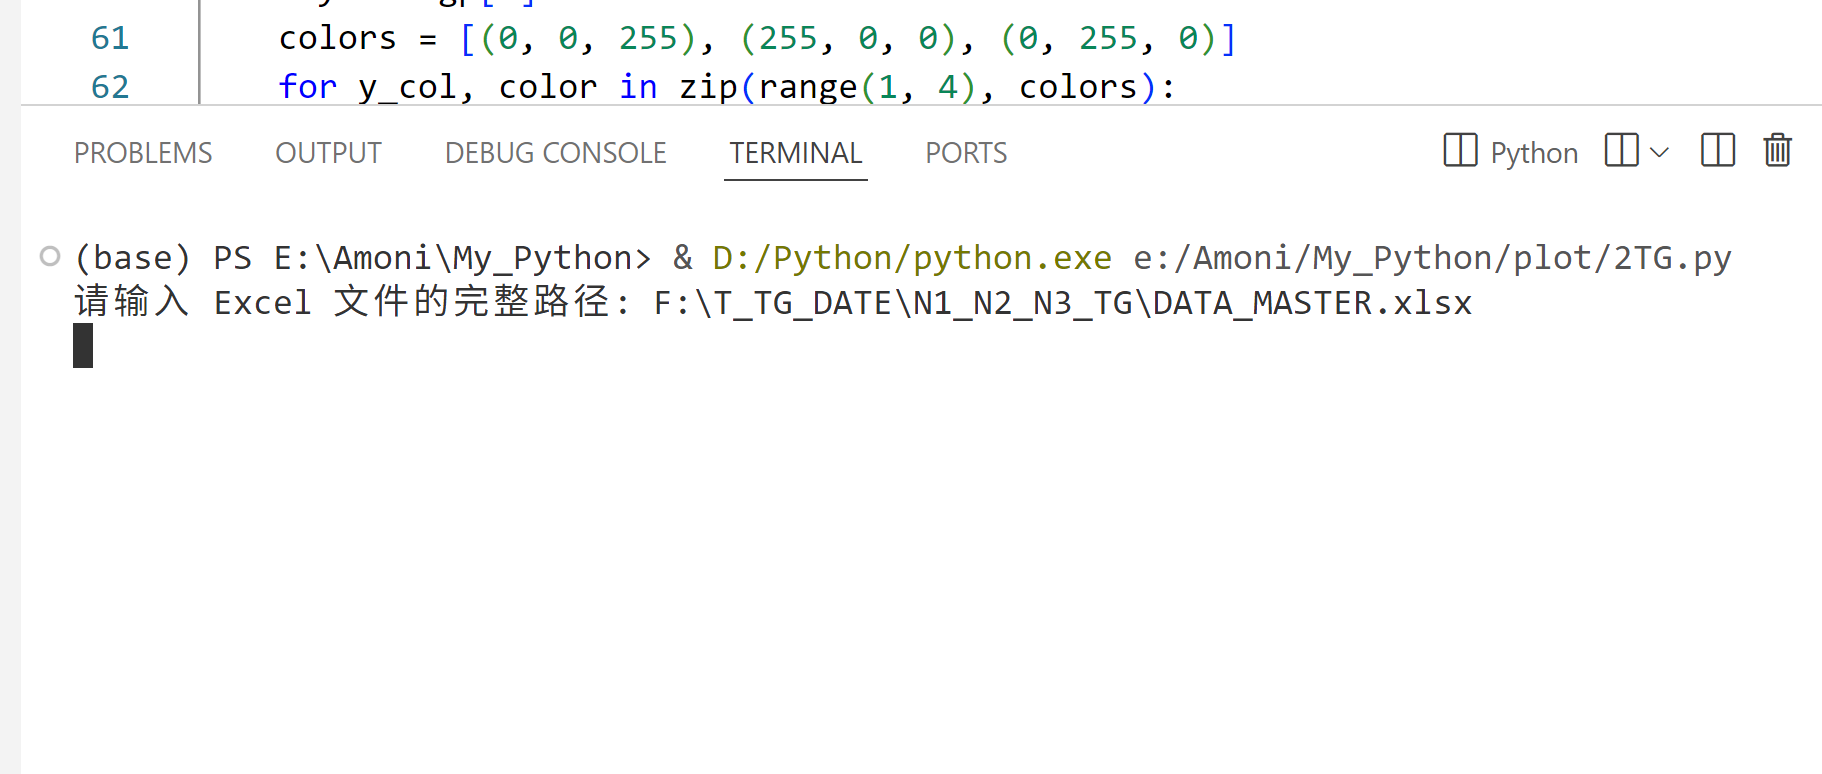 61 colors = [(0, 0, 255), (255, 0, 0), (0, 255, 0)]
62 for y_col, color in zip(range(1, 4), colors):
PROBLEMS OUTPUT DEBUG CONSOLE TERMINAL PORTS Python
(base) PS E:\Amoni\My_Python> & D:/Python/python.exe e:/Amoni/My_Python/plot/2TG.py
请输入 Excel 文件的完整路径: F:\T_TG_DATE\N1_N2_N3_TG\DATA_MASTER.xlsx